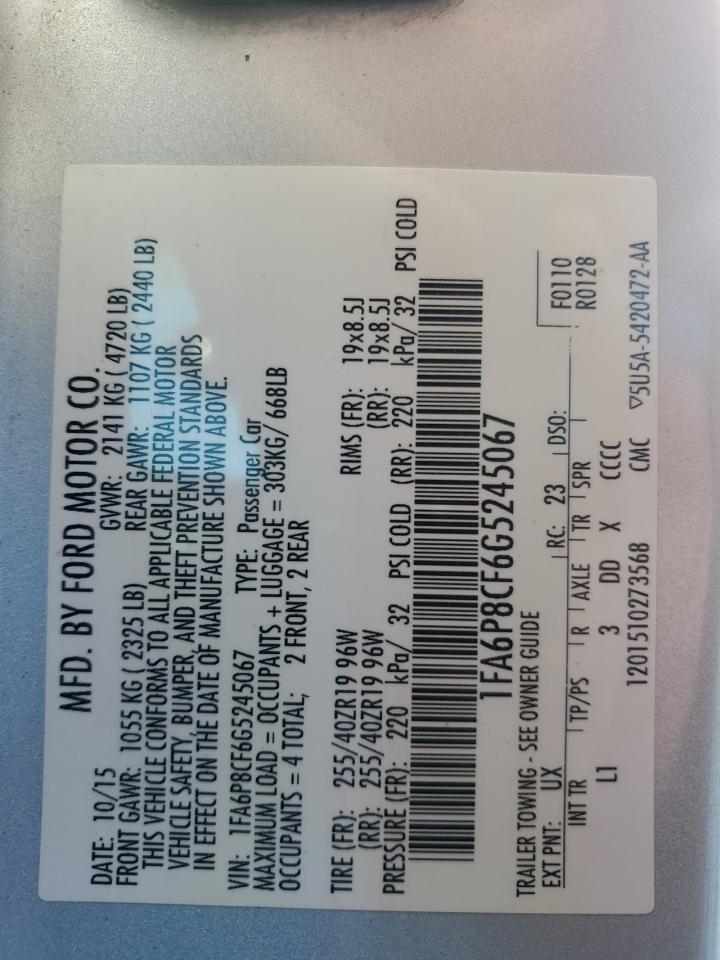 MFD. BY FORD MOTOR CO.
DATE: 10/15 GVWR: 2141 KG ( 4720 LB)
FRONT GAWR: 1055 KG ( 2325 LB) REAR GAWR: 1107 KG ( 2440 LB)
THIS VEHICLE CONFORMS TO ALL APPLICABLE FEDERAL MOTOR
VEHICLE SAFETY, BUMPER, AND THEFT PREVENTION STANDARDS
IN EFFECT ON THE DATE OF MANUFACTURE SHOWN ABOVE.
VIN: 1FA6P8CF6G5245067 TYPE: Passenger Car
MAXIMUM LOAD = OCCUPANTS + LUGGAGE = 303KG/ 668LB
OCCUPANTS = 4 TOTAL; 2 FRONT, 2 REAR
TIRE (FR): 255/40ZR19 96W RIMS (FR): 19x8.5J
(RR): 255/40ZR19 96W (RR): 19x8.5J
PRESSURE (FR): 220 kPa/ 32 PSI COLD (RR): 220 kPa/ 32 PSI COLD
1FA6P8CF6G5245067
TRAILER TOWING - SEE OWNER GUIDE
EXT PNT: UX RC: 23 DSO: F0110
INT TR TP/PS R AXLE TR SPR R0128
L1 3 DD X CCCC
1201510273568 CMC ▽5U5A-5420472-AA